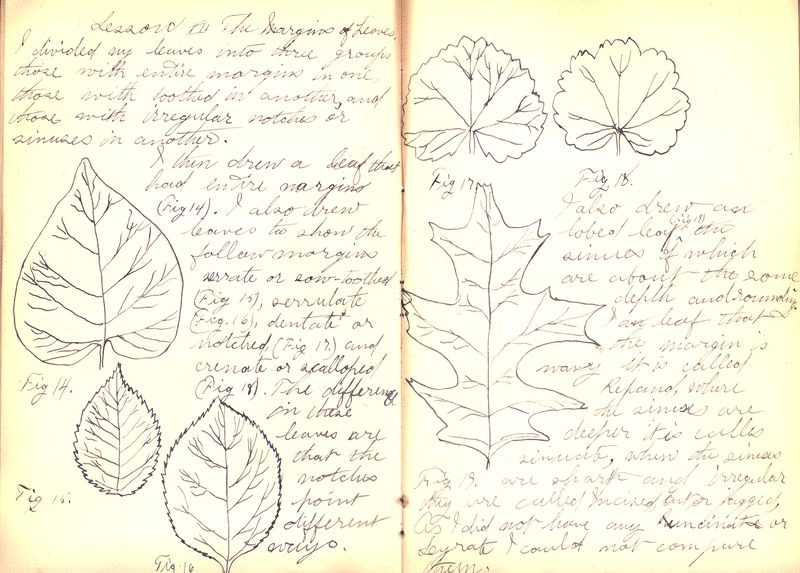 Lesson VII The Margins of Leaves.
I divided my leaves into three groups
those with entire margins in one,
those with toothed in another, and
those with irregular notches or
sinuses in another.
I then drew a leaf that
had entire margins
(Fig 14). I also drew
leaves to show the
follow margins
serrate or saw-toothed
(Fig 15), serrulate
(Fig. 16), dentate or
notched (Fig 17) and
crenate or scalloped
(Fig 18). The difference
in these
leaves are
that the
notches
point
different
ways.
Fig 14.
Fig 15.
Fig. 16
Fig 17
Fig 18.
I also drew an
lobed leaf (Fig 19) the
sinuses of which
are about the same
depth and rounding
I an leaf that
the margin is
wavy it is called
Repand, where
the sinuses are
deeper it is called
sinuate, when the sinuses
Fig. 19. are sharp and irregular
they are called Incised, cut or jagged,
As I did not have any runcinate or
lyrate I could not compare
them.